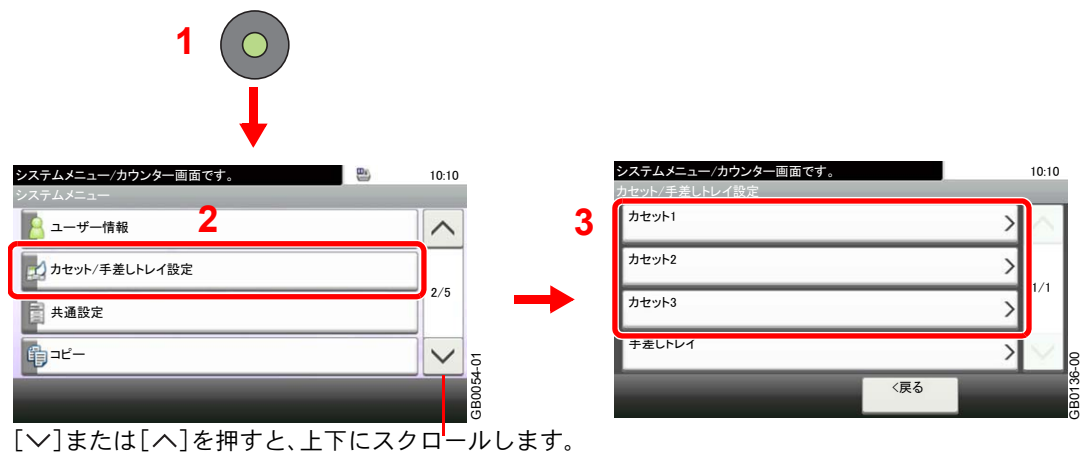 1
システムメニュー/カウンター画面です。 10:10
システムメニュー
ユーザー情報
2
カセット/手差しトレイ設定
2/5
共通設定
コピー
GB0054-01
[∨]または[∧]を押すと、上下にスクロールします。
システムメニュー/カウンター画面です。 10:10
カセット/手差しトレイ設定
3
カセット1
カセット2
1/1
カセット3
手差しトレイ
<戻る
GB0136-00